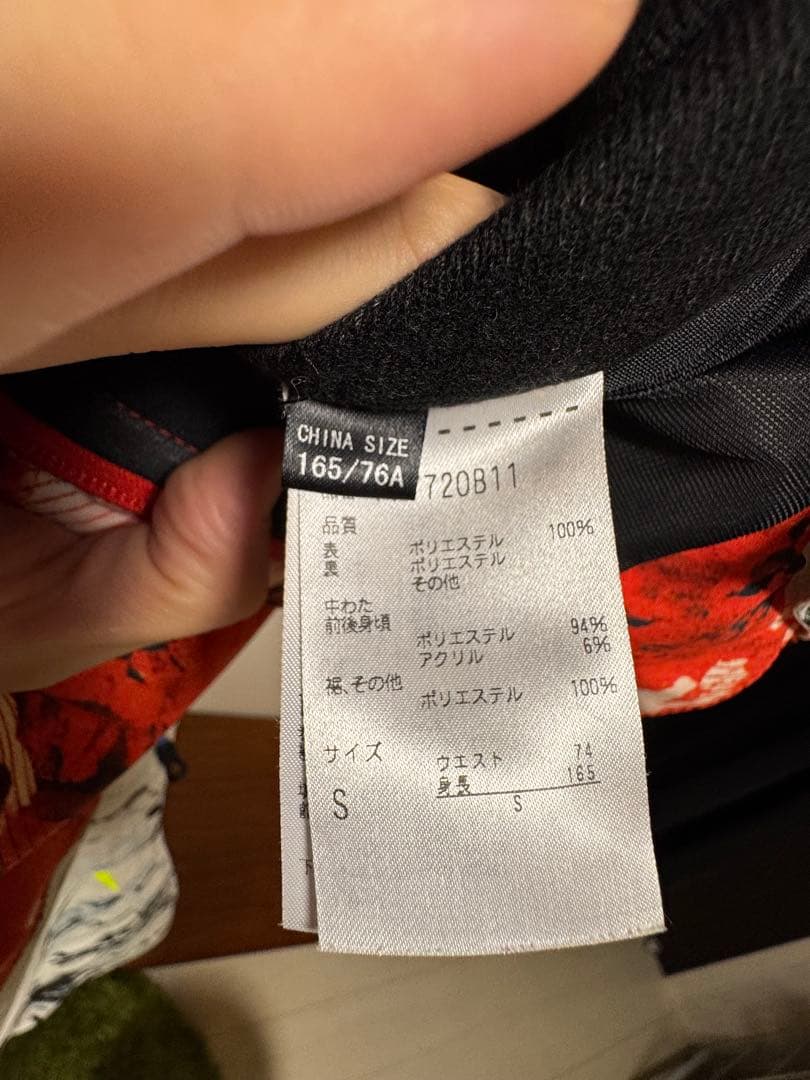 CHINA SIZE
165/76A
720B11
品質
表 ポリエステル 100%
裏 ポリエステル
その他
中わた
前後身頃
ポリエステル 94%
アクリル 6%
裾、その他
ポリエステル 100%
サイズ ウエスト 74
身長 165
S S